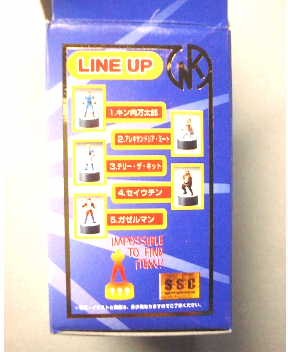 LINE UP
1.キン肉万太郎
2.アレキサンドリア・ミート
3.テリー・ザ・キッド
4.セイウチン
5.ガゼルマン
IMPOSSIBLE
TO FIND
THEM!!
SSC